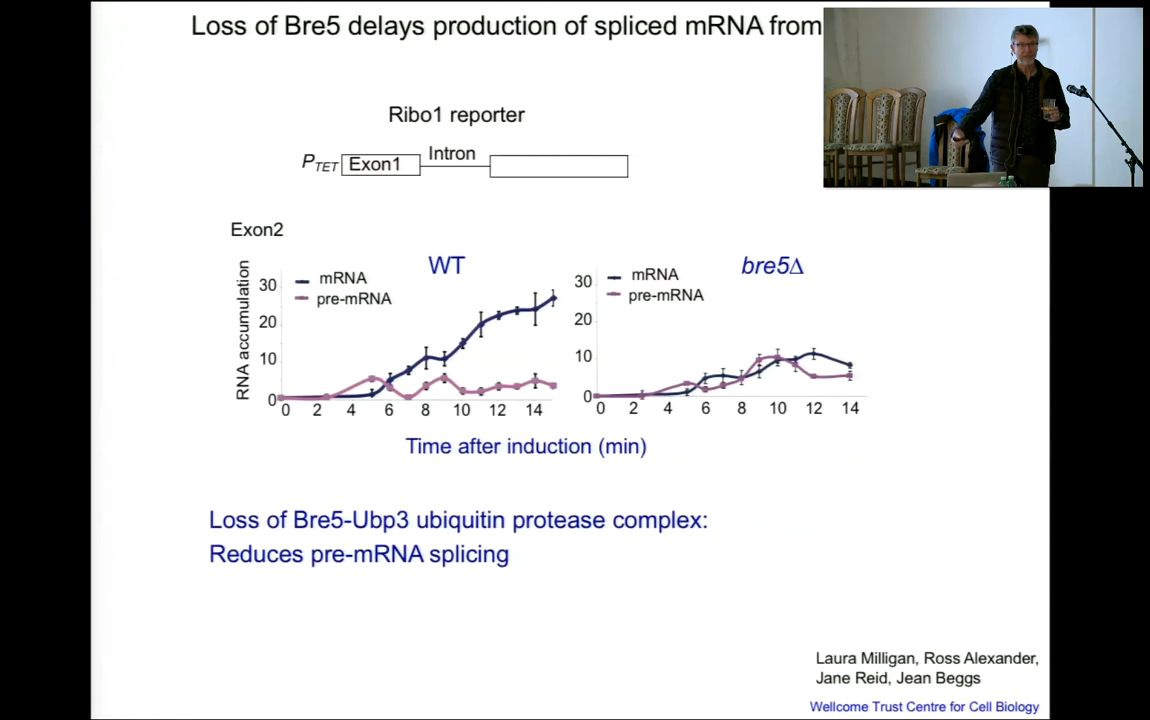 Loss of Bre5 delays production of spliced mRNA from
Ribo1 reporter
PTET Exon1 Intron
Exon2
WT
bre5Δ
RNA accumulation
mRNA
pre-mRNA
30
20
10
0
0 2 4 6 8 10 12 14
mRNA
pre-mRNA
30
20
10
0
0 2 4 6 8 10 12 14
Time after induction (min)
Loss of Bre5-Ubp3 ubiquitin protease complex:
Reduces pre-mRNA splicing
Laura Milligan, Ross Alexander,
Jane Reid, Jean Beggs
Wellcome Trust Centre for Cell Biology